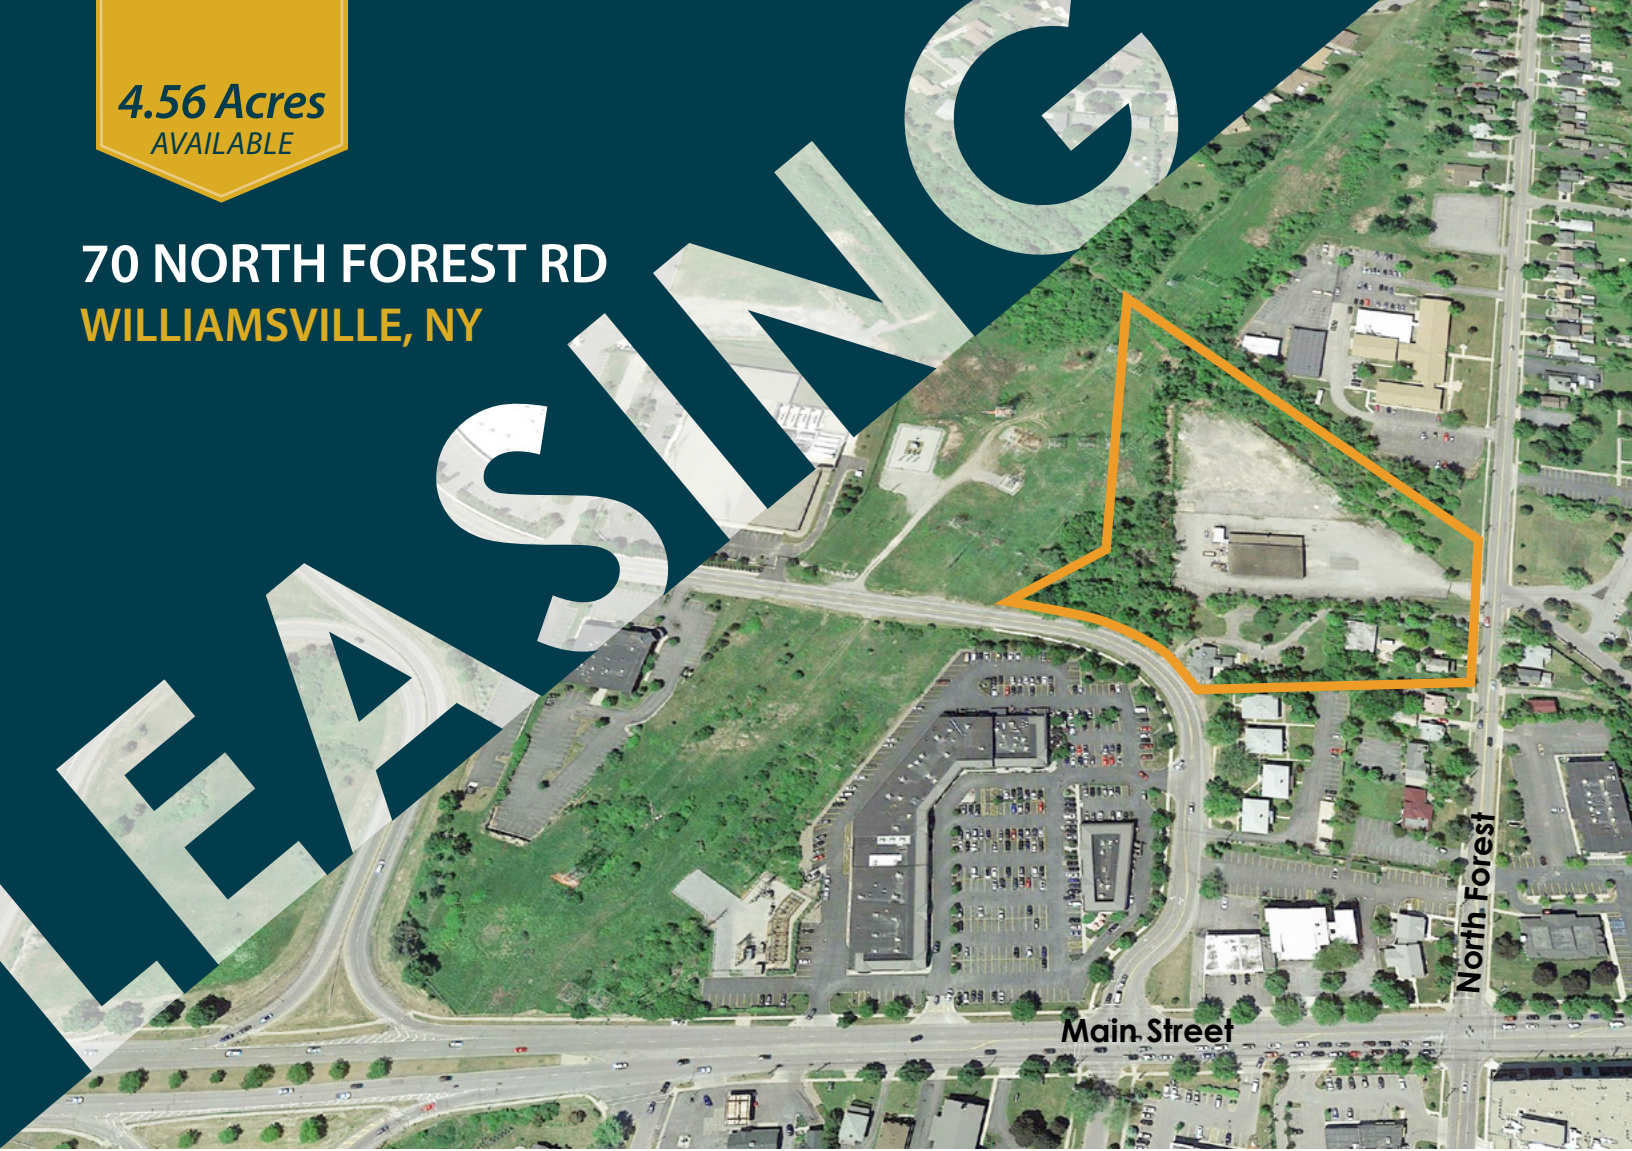 4.56 Acres
AVAILABLE
70 NORTH FOREST RD
WILLIAMSVILLE, NY
LEASING
North Forest
Main Street